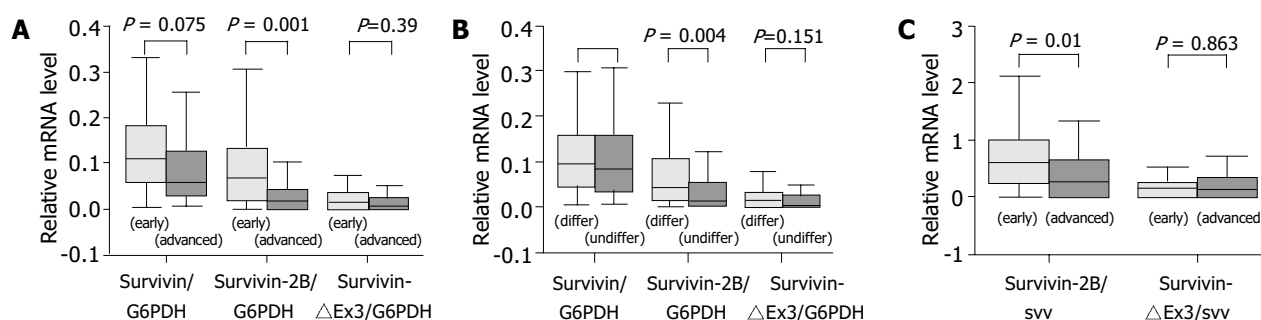 A
Relative mRNA level
0.4
0.3
0.2
0.1
0.0
-0.1
P = 0.075
P = 0.001
P=0.39
(early)
(advanced)
(early)
(advanced)
(early)
(advanced)
Survivin/
G6PDH
Survivin-2B/
G6PDH
Survivin-
△Ex3/G6PDH
B
Relative mRNA level
0.4
0.3
0.2
0.1
0.0
-0.1
P = 0.004
P=0.151
(differ)
(undiffer)
(differ)
(undiffer)
(differ)
(undiffer)
Survivin/
G6PDH
Survivin-2B/
G6PDH
Survivin-
△Ex3/G6PDH
C
Relative mRNA level
3
2
1
0
-1
P = 0.01
P = 0.863
(early)
(advanced)
(early)
(advanced)
Survivin-2B/
svv
Survivin-
△Ex3/svv